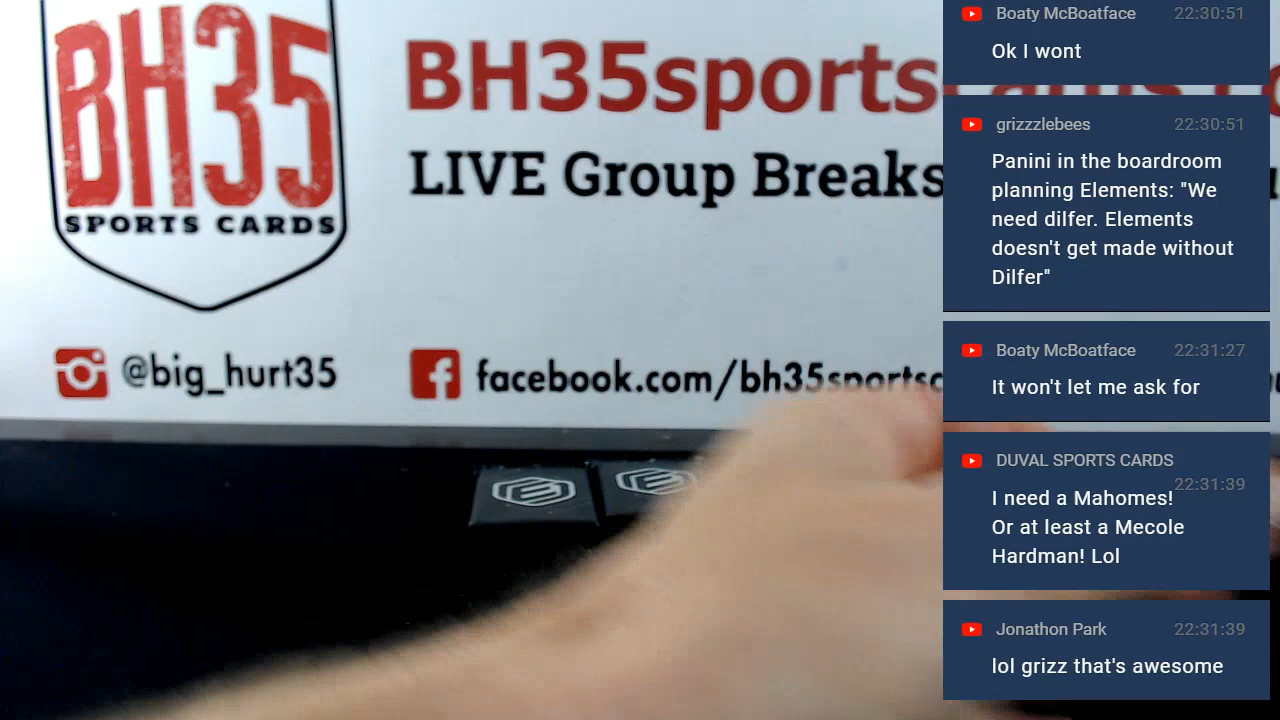 BH35
SPORTS CARDS
BH35sports
LIVE Group Breaks
@big_hurt35
facebook.com/bh35sportsc
Boaty McBoatface 22:30:51
Ok I wont
grizzzlebees 22:30:51
Panini in the boardroom
planning Elements: "We
need dilfer. Elements
doesn't get made without
Dilfer"
Boaty McBoatface 22:31:27
It won't let me ask for
DUVAL SPORTS CARDS
22:31:39
I need a Mahomes!
Or at least a Mecole
Hardman! Lol
Jonathon Park 22:31:39
lol grizz that's awesome